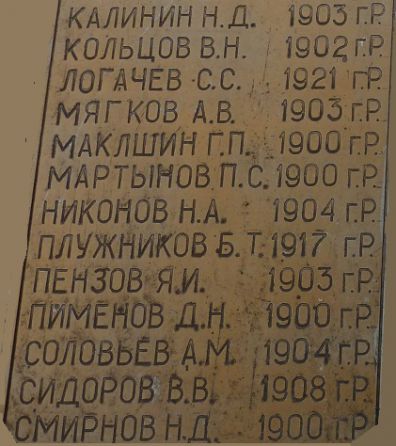 КАЛИНИН Н.Д. 1903 Г.Р.
КОЛЬЦОВ В.Н. 1902 Г.Р.
ЛОГАЧЕВ С.С. 1921 Г.Р.
МЯГКОВ А.В. 1903 Г.Р.
МАКЛШИН Г.П. 1900 Г.Р.
МАРТЫНОВ П.С. 1900 Г.Р.
НИКОНОВ Н.А. 1904 Г.Р.
ПЛУЖНИКОВ Б.Т. 1917 Г.Р.
ПЕНЗОВ Я.И. 1903 Г.Р.
ПИМЕНОВ Д.Н. 1900 Г.Р.
СОЛОВЬЕВ А.М. 1904 Г.Р.
СИДОРОВ В.В. 1908 Г.Р.
СМИРНОВ Н.Д. 1900 Г.Р.